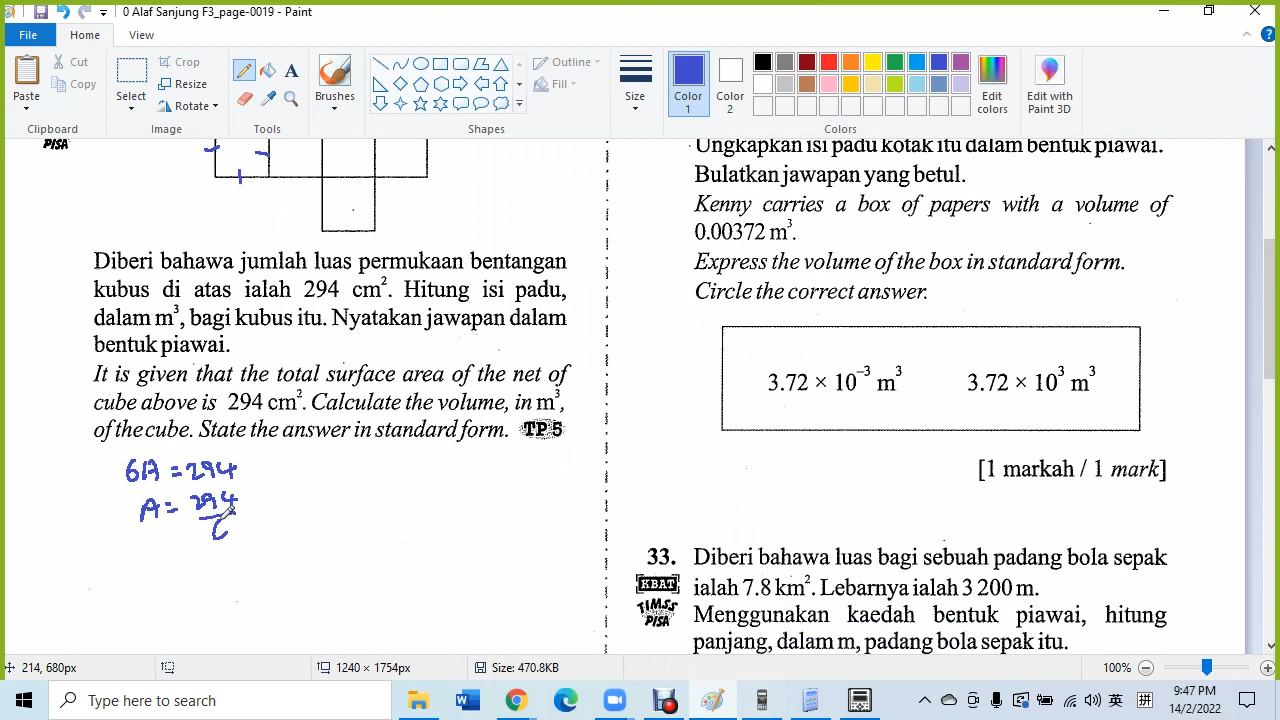 0 Alaf Sanjung F3_page-0019 - Paint
File
Home
View
Paste
Cut
Copy
Clipboard
Select
Crop
Resize
Rotate
Image
A
Tools
Brushes
Outline
Fill
Shapes
Size
Color
1
Color
2
Colors
Edit
colors
Edit with
Paint 3D
PISA
Diberi bahawa jumlah luas permukaan bentangan
kubus di atas ialah 294 cm². Hitung isi padu,
dalam m³, bagi kubus itu. Nyatakan jawapan dalam
bentuk piawai.
It is given that the total surface area of the net of
cube above is 294 cm². Calculate the volume, in m³,
of the cube. State the answer in standard form. TP 5
6A = 294
A = 294
6
Ungkapkan isi padu kotak itu dalam bentuk piawai.
Bulatkan jawapan yang betul.
Kenny carries a box of papers with a volume of
0.00372 m³.
Express the volume of the box in standard form.
Circle the correct answer.
3.72 × 10⁻³ m³ 3.72 × 10³ m³
[1 markah / 1 mark]
33. Diberi bahawa luas bagi sebuah padang bola sepak
KBAT ialah 7.8 km². Lebarnya ialah 3 200 m.
TIMSS Menggunakan kaedah bentuk piawai, hitung
PISA panjang, dalam m, padang bola sepak itu.
214, 680px
1240 × 1754px
Size: 470.8KB
100%
Type here to search
英
拼
9:47 PM
14/2/2022